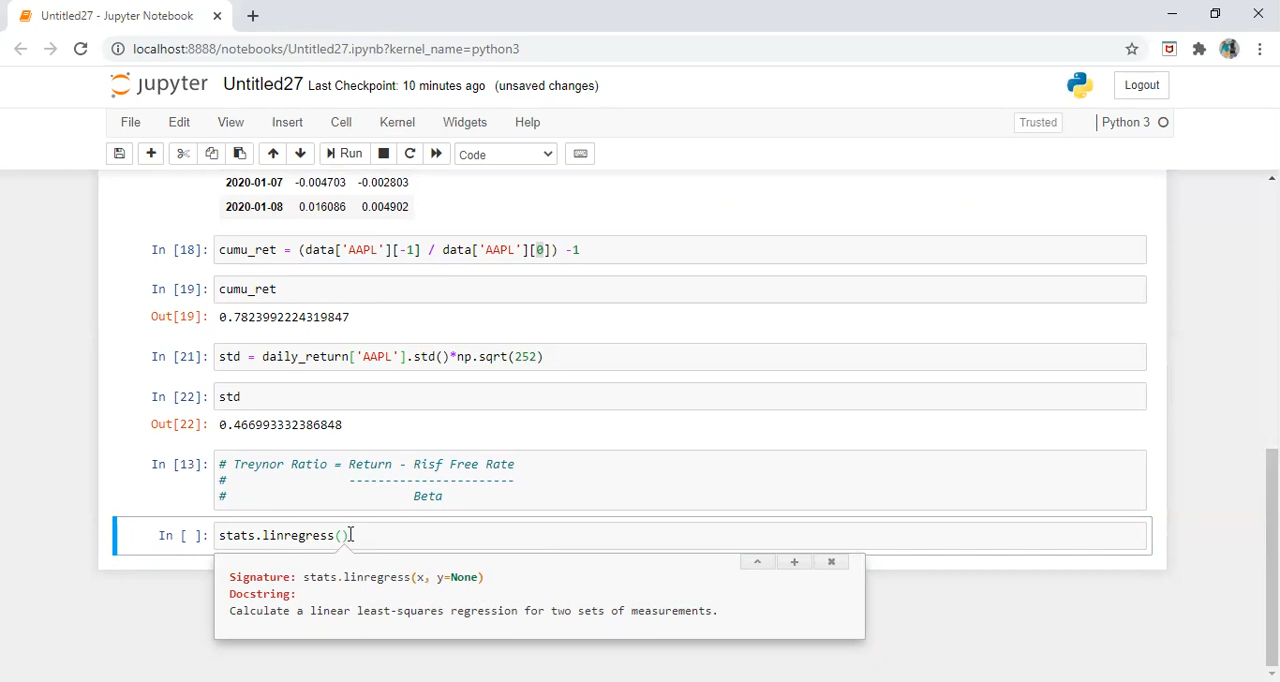 Untitled27 - Jupyter Notebook
localhost:8888/notebooks/Untitled27.ipynb?kernel_name=python3
jupyter Untitled27 Last Checkpoint: 10 minutes ago (unsaved changes) Logout
File Edit View Insert Cell Kernel Widgets Help Trusted Python 3
Run Code
2020-01-07 -0.004703 -0.002803
2020-01-08 0.016086 0.004902
In [18]: cumu_ret = (data['AAPL'][-1] / data['AAPL'][0]) -1
In [19]: cumu_ret
Out[19]: 0.7823992224319847
In [21]: std = daily_return['AAPL'].std()*np.sqrt(252)
In [22]: std
Out[22]: 0.466993332386848
In [13]: # Treynor Ratio = Return - Risf Free Rate
# -----------------------
# Beta
In [ ]: stats.linregress()
Signature: stats.linregress(x, y=None)
Docstring:
Calculate a linear least-squares regression for two sets of measurements.